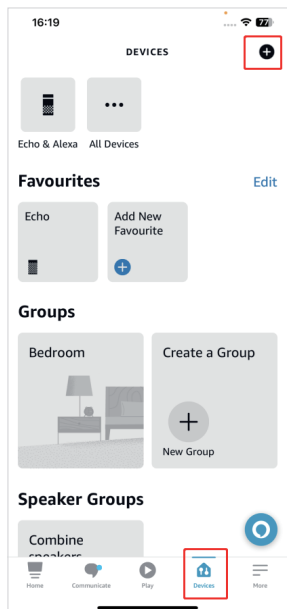 16:19
77
DEVICES
Echo & Alexa
All Devices
Favourites
Edit
Echo
Add New
Favourite
Groups
Bedroom
Create a Group
New Group
Speaker Groups
Combine
speakers
Home
Communicate
Play
Devices
More